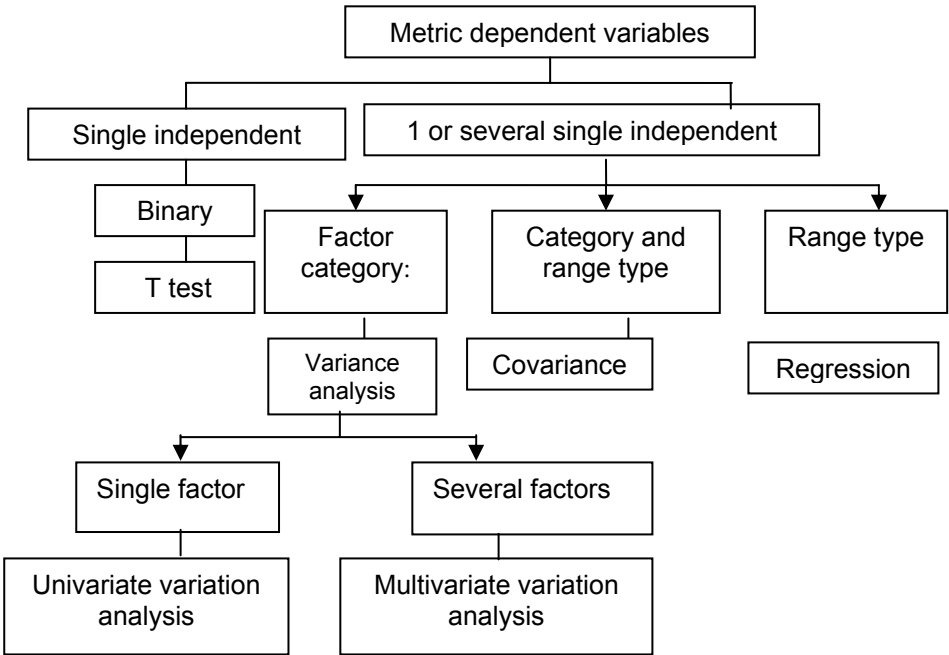 Metric dependent variables
Single independent
1 or several single independent
Binary
T test
Factor
category:
Category and
range type
Range type
Variance
analysis
Covariance
Regression
Single factor
Several factors
Univariate variation
analysis
Multivariate variation
analysis